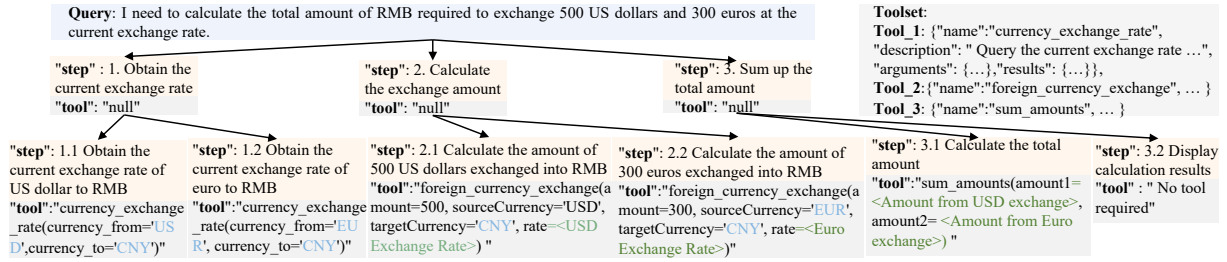 Query: I need to calculate the total amount of RMB required to exchange 500 US dollars and 300 euros at the
current exchange rate.
Toolset:
Tool_1: {"name":"currency_exchange_rate",
"description": " Query the current exchange rate …",
"arguments": {…},"results": {…}},
Tool_2:{"name":"foreign_currency_exchange", … }
Tool_3: {"name":"sum_amounts", … }
"step" : 1. Obtain the
current exchange rate
"tool": "null"
"step" : 2. Calculate
the exchange amount
"tool": "null"
"step" : 3. Sum up the
total amount
"tool": "null"
"step": 1.1 Obtain the
current exchange rate of
US dollar to RMB
"tool":"currency_exchange
_rate(currency_from='US
D',currency_to='CNY')"
"step": 1.2 Obtain the
current exchange rate of
euro to RMB
"tool":"currency_exchange
_rate(currency_from='EU
R', currency_to='CNY')"
"step": 2.1 Calculate the amount of
500 US dollars exchanged into RMB
"tool":"foreign_currency_exchange(a
mount=500, sourceCurrency='USD',
targetCurrency='CNY', rate=<USD
Exchange Rate>) "
"step": 2.2 Calculate the amount of
300 euros exchanged into RMB
"tool":"foreign_currency_exchange(a
mount=300, sourceCurrency='EUR',
targetCurrency='CNY', rate=<Euro
Exchange Rate>)"
"step": 3.1 Calculate the total
amount
"tool":"sum_amounts(amount1=
<Amount from USD exchange>,
amount2= <Amount from Euro
exchange>) "
"step": 3.2 Display
calculation results
"tool" : " No tool
required"